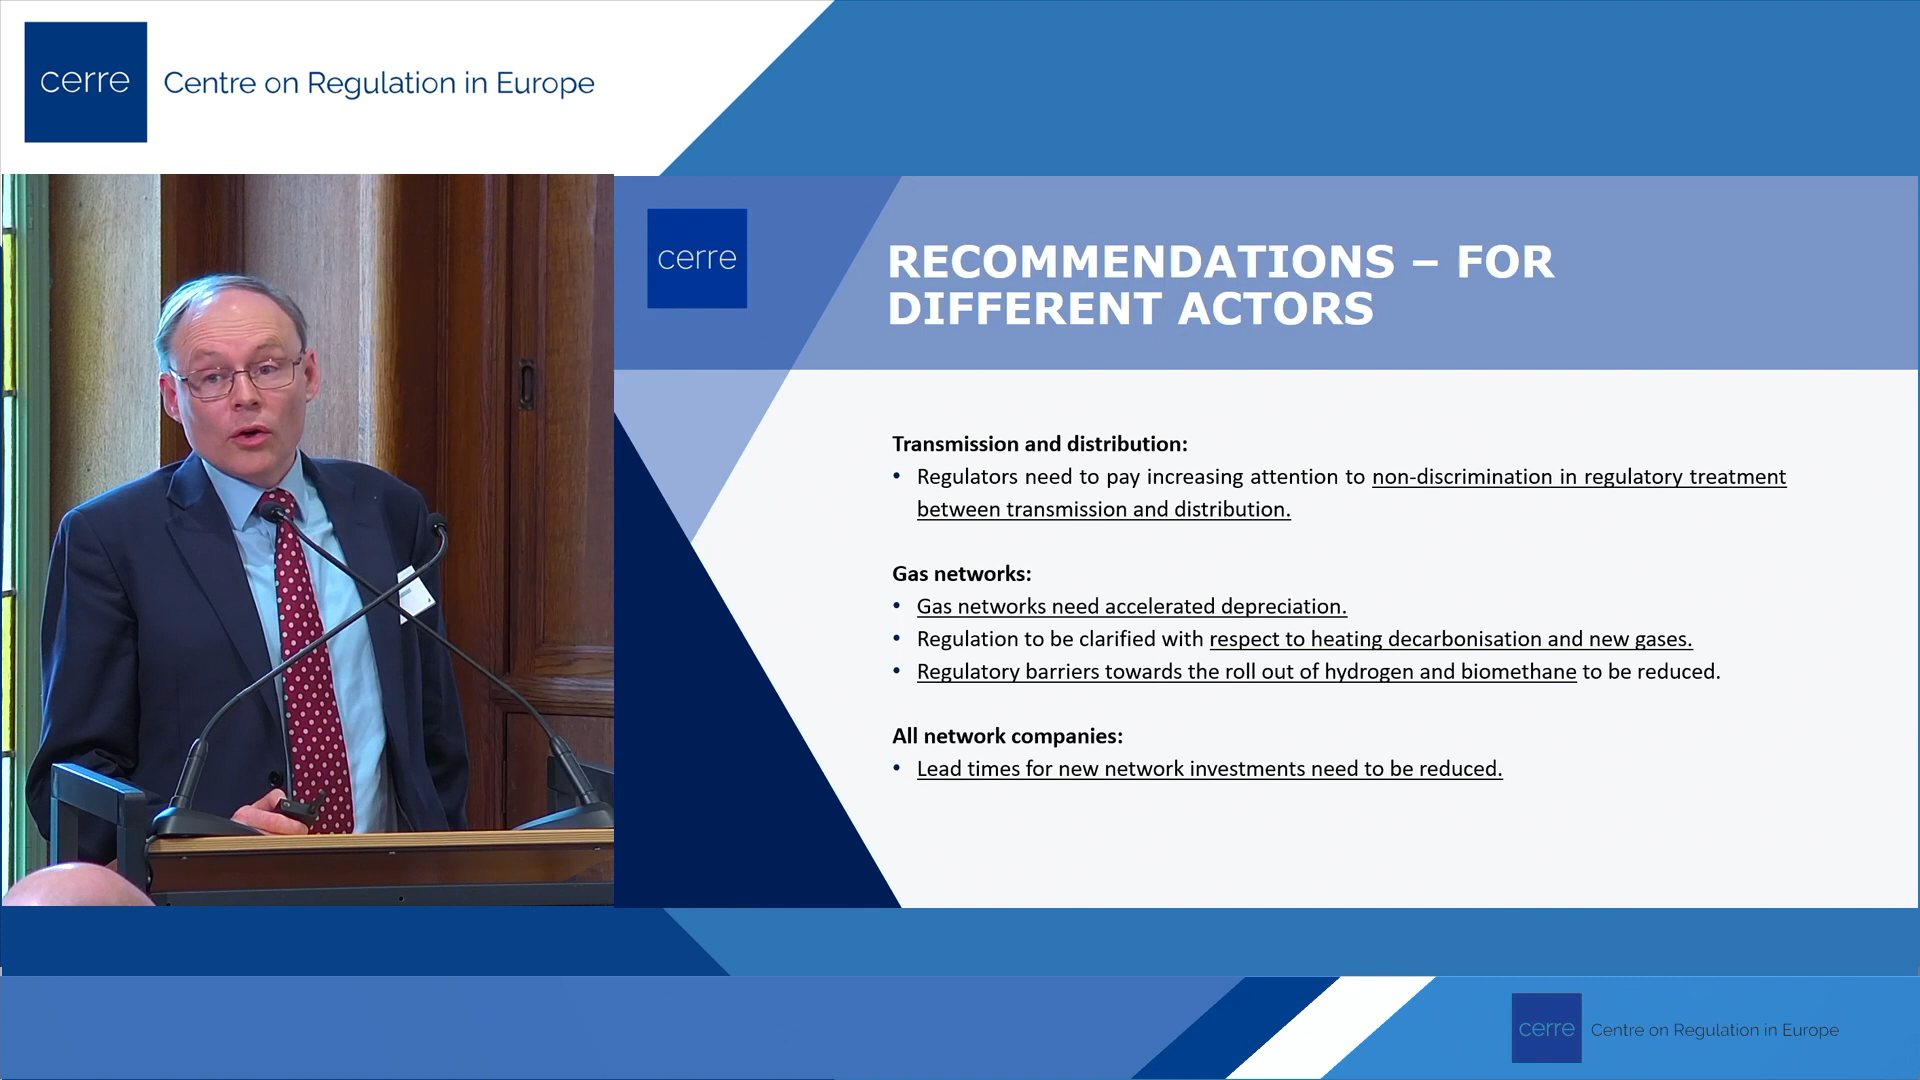 cerre
Centre on Regulation in Europe
cerre
RECOMMENDATIONS – FOR
DIFFERENT ACTORS
Transmission and distribution:
• Regulators need to pay increasing attention to non-discrimination in regulatory treatment
between transmission and distribution.
Gas networks:
• Gas networks need accelerated depreciation.
• Regulation to be clarified with respect to heating decarbonisation and new gases.
• Regulatory barriers towards the roll out of hydrogen and biomethane to be reduced.
All network companies:
• Lead times for new network investments need to be reduced.
cerre
Centre on Regulation in Europe